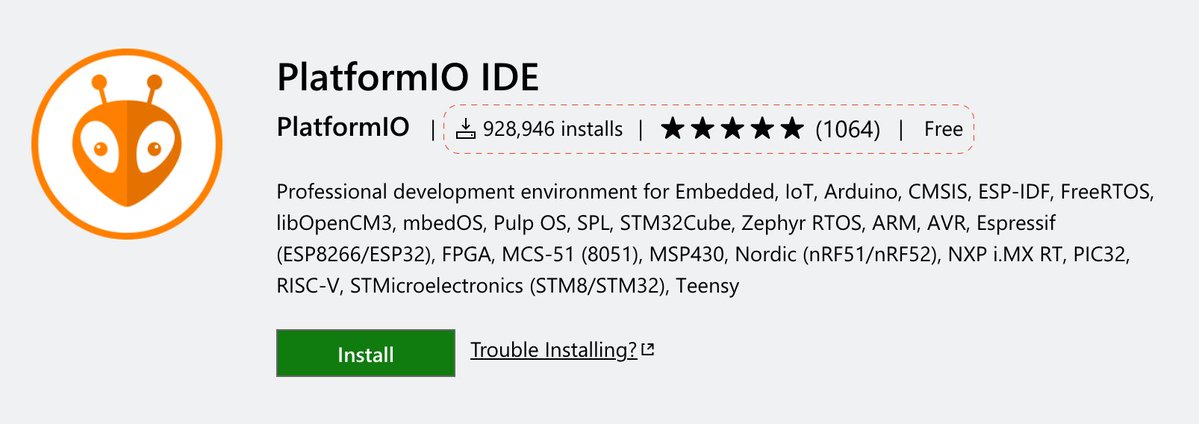 PlatformIO IDE
PlatformIO | 928,946 installs | ★★★★★ (1064) | Free
Professional development environment for Embedded, IoT, Arduino, CMSIS, ESP-IDF, FreeRTOS,
libOpenCM3, mbedOS, Pulp OS, SPL, STM32Cube, Zephyr RTOS, ARM, AVR, Espressif
(ESP8266/ESP32), FPGA, MCS-51 (8051), MSP430, Nordic (nRF51/nRF52), NXP i.MX RT, PIC32,
RISC-V, STMicroelectronics (STM8/STM32), Teensy
Install Trouble Installing?